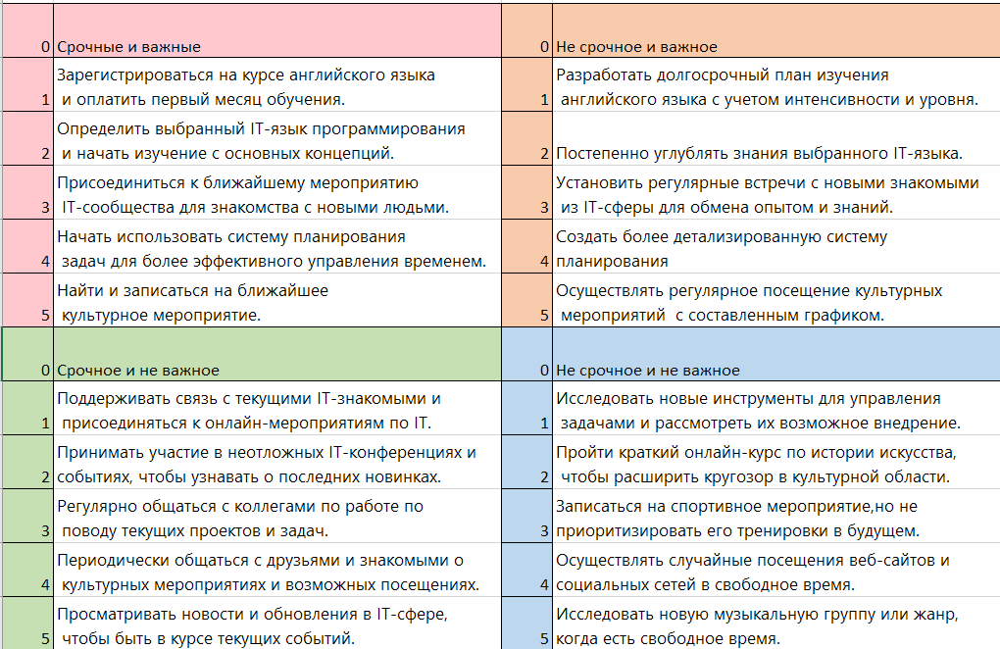 0 Срочные и важные
Зарегистрироваться на курсе английского языка
1 и оплатить первый месяц обучения.
Определить выбранный IT-язык программирования
2 и начать изучение с основных концепций.
Присоединиться к ближайшему мероприятию
3 IT-сообщества для знакомства с новыми людьми.
Начать использовать систему планирования
4 задач для более эффективного управления временем.
Найти и записаться на ближайшее
5 культурное мероприятие.
0 Не срочное и важное
Разработать долгосрочный план изучения
1 английского языка с учетом интенсивности и уровня.
2 Постепенно углублять знания выбранного IT-языка.
Установить регулярные встречи с новыми знакомыми
3 из IT-сферы для обмена опытом и знаний.
Создать более детализированную систему
4 планирования
Осуществлять регулярное посещение культурных
5 мероприятий с составленным графиком.
0 Срочное и не важное
Поддерживать связь с текущими IT-знакомыми и
1 присоединяться к онлайн-мероприятиям по IT.
Принимать участие в неотложных IT-конференциях и
2 событиях, чтобы узнавать о последних новинках.
Регулярно общаться с коллегами по работе по
3 поводу текущих проектов и задач.
Периодически общаться с друзьями и знакомыми о
4 культурных мероприятиях и возможных посещениях.
Просматривать новости и обновления в IT-сфере,
5 чтобы быть в курсе текущих событий.
0 Не срочное и не важное
Исследовать новые инструменты для управления
1 задачами и рассмотреть их возможное внедрение.
Пройти краткий онлайн-курс по истории искусства,
2 чтобы расширить кругозор в культурной области.
Записаться на спортивное мероприятие,но не
3 приоритизировать его тренировки в будущем.
Осуществлять случайные посещения веб-сайтов и
4 социальных сетей в свободное время.
Исследовать новую музыкальную группу или жанр,
5 когда есть свободное время.